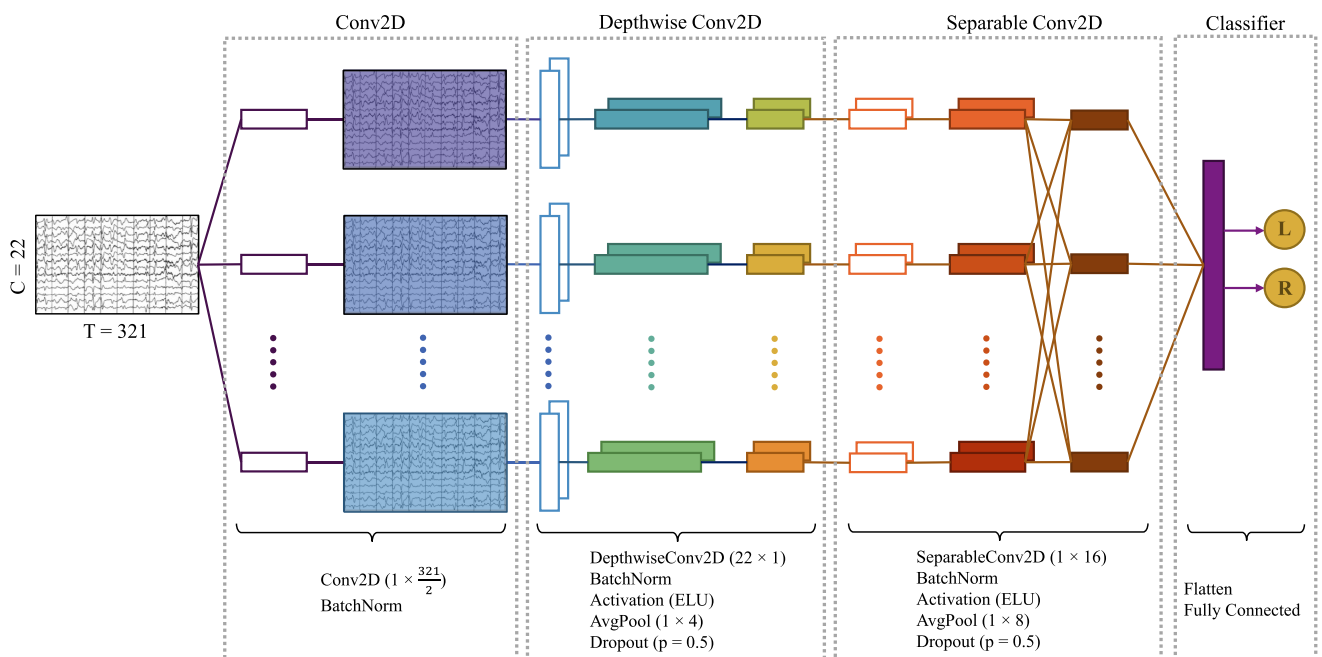 Conv2D
Depthwise Conv2D
Separable Conv2D
Classifier
C = 22
T = 321
L
R
Conv2D (1 × 321/2)
BatchNorm
DepthwiseConv2D (22 × 1)
BatchNorm
Activation (ELU)
AvgPool (1 × 4)
Dropout (p = 0.5)
SeparableConv2D (1 × 16)
BatchNorm
Activation (ELU)
AvgPool (1 × 8)
Dropout (p = 0.5)
Flatten
Fully Connected